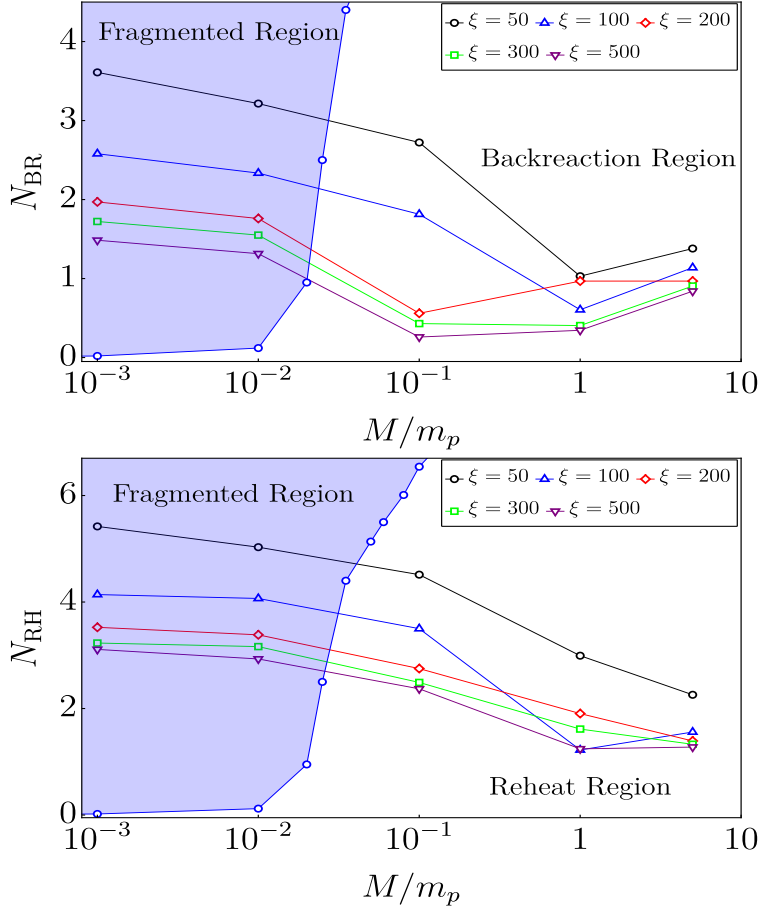 Fragmented Region
ξ = 50 ξ = 100 ξ = 200
ξ = 300 ξ = 500
Backreaction Region
N_BR
4
3
2
1
0
10^−3 10^−2 10^−1 1 10
M/m_p
Fragmented Region
ξ = 50 ξ = 100 ξ = 200
ξ = 300 ξ = 500
Reheat Region
N_RH
6
4
2
0
10^−3 10^−2 10^−1 1 10
M/m_p